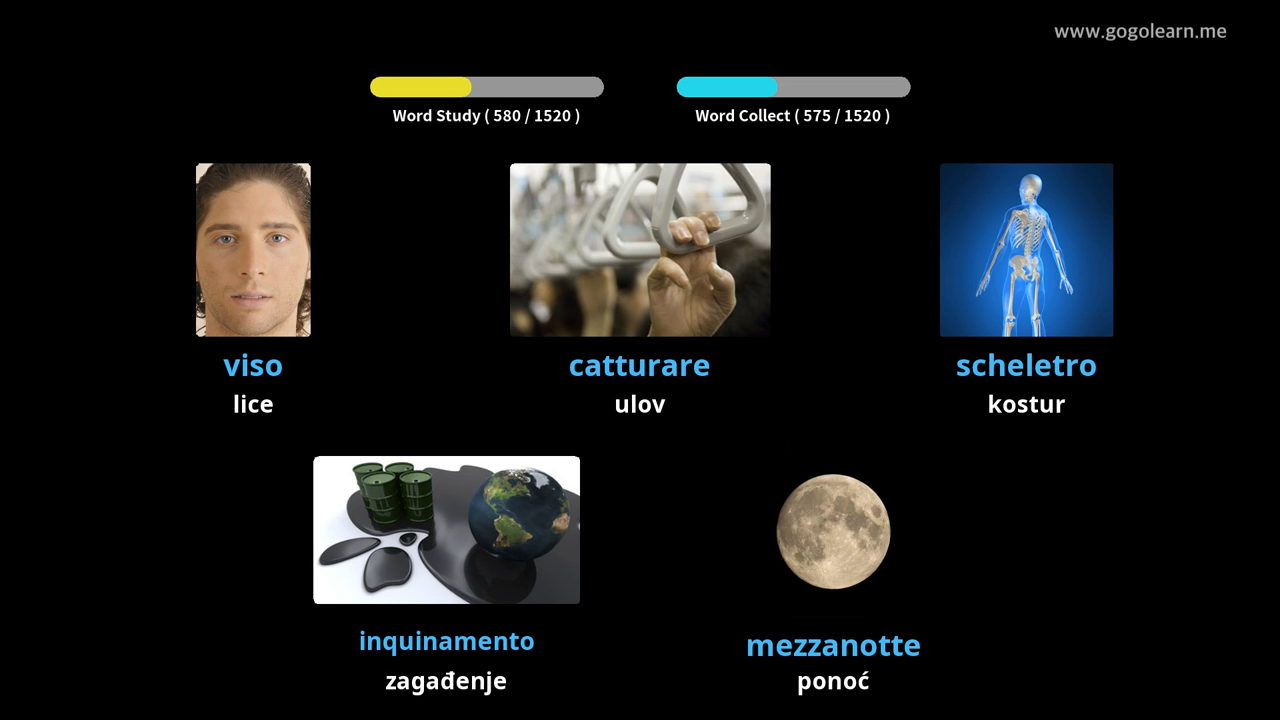 www.gogolearn.me
Word Study ( 580 / 1520 )
Word Collect ( 575 / 1520 )
viso
catturare
scheletro
lice
ulov
kostur
inquinamento
mezzanotte
zagađenje
ponoć